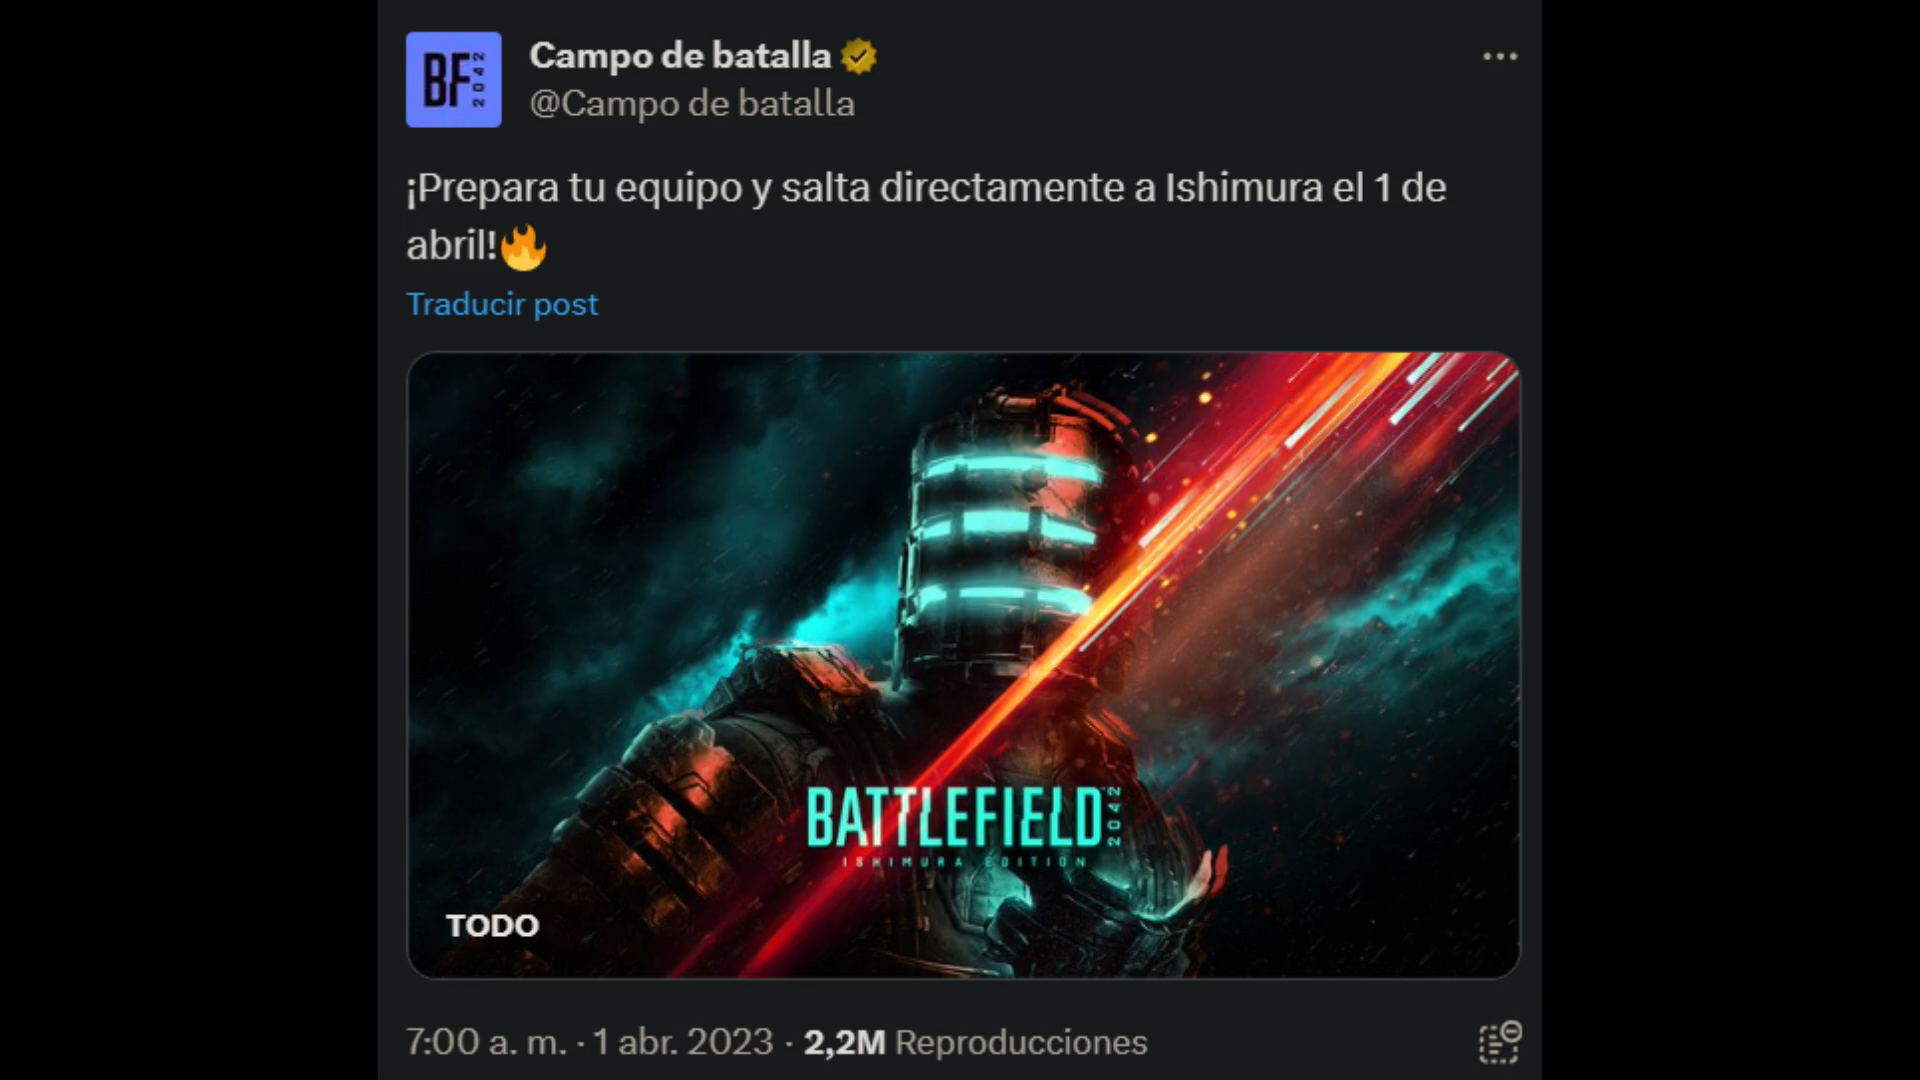 BF 2042
Campo de batalla
@Campo de batalla
¡Prepara tu equipo y salta directamente a Ishimura el 1 de
abril!🔥
Traducir post
BATTLEFIELD 2042
ISHIMURA EDITION
TODO
7:00 a. m. · 1 abr. 2023 · 2,2M Reproducciones